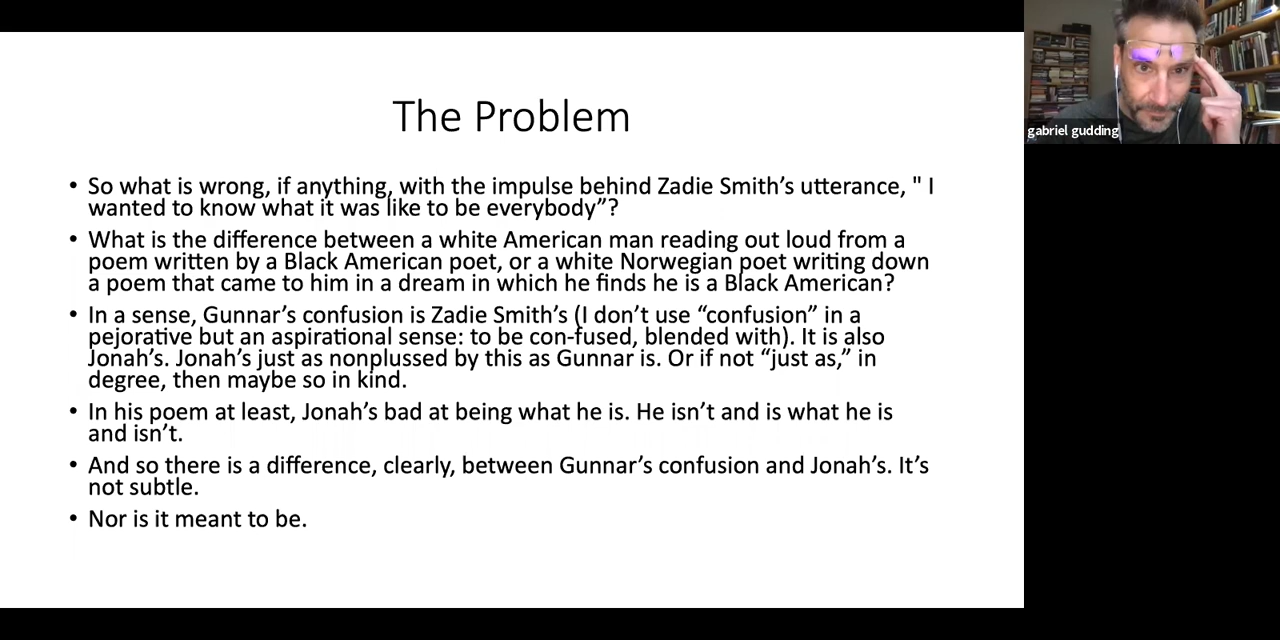 The Problem
• So what is wrong, if anything, with the impulse behind Zadie Smith’s utterance, " I
wanted to know what it was like to be everybody”?
• What is the difference between a white American man reading out loud from a
poem written by a Black American poet, or a white Norwegian poet writing down
a poem that came to him in a dream in which he finds he is a Black American?
• In a sense, Gunnar’s confusion is Zadie Smith’s (I don’t use “confusion” in a
pejorative but an aspirational sense: to be con-fused, blended with). It is also
Jonah’s. Jonah’s just as nonplussed by this as Gunnar is. Or if not “just as,” in
degree, then maybe so in kind.
• In his poem at least, Jonah’s bad at being what he is. He isn’t and is what he is
and isn’t.
• And so there is a difference, clearly, between Gunnar’s confusion and Jonah’s. It’s
not subtle.
• Nor is it meant to be.
gabriel gudding